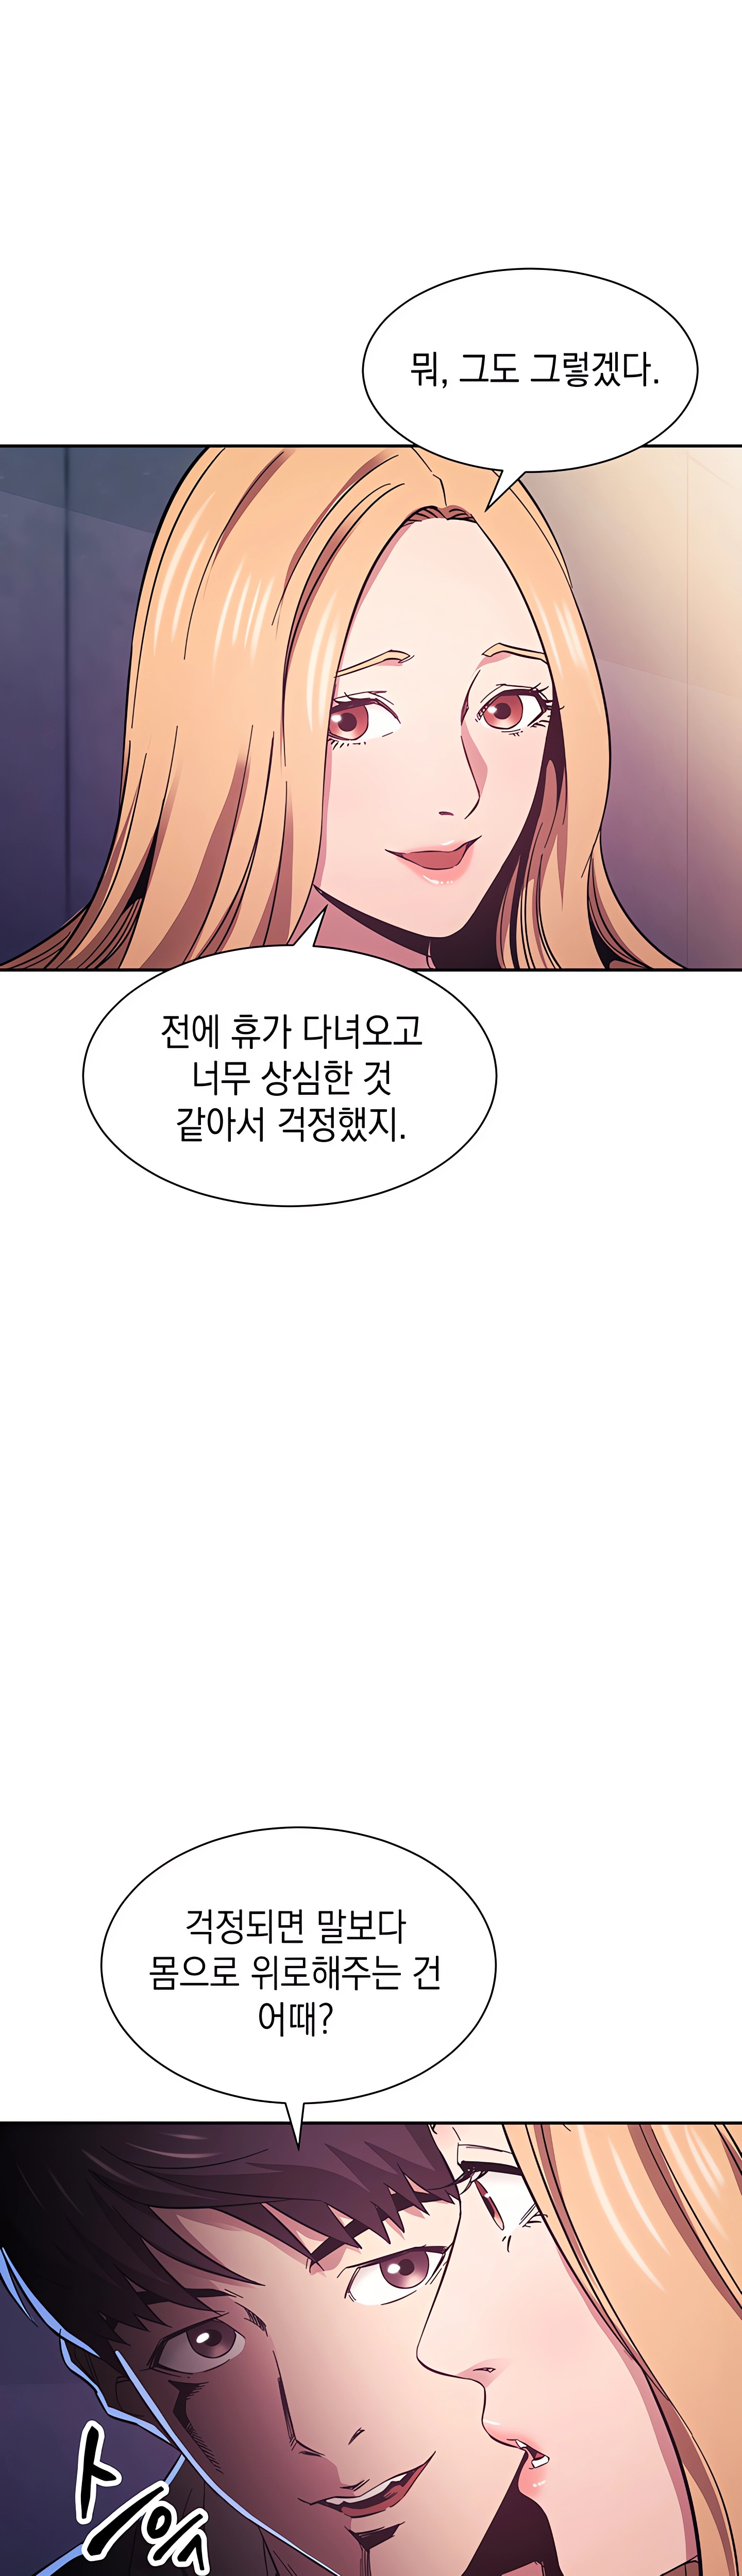 뭐, 그도 그렇겠다.
전에 휴가 다녀오고
너무 상심한 것
같아서 걱정했지.
걱정되면 말보다
몸으로 위로해주는 건
어때?
스윽